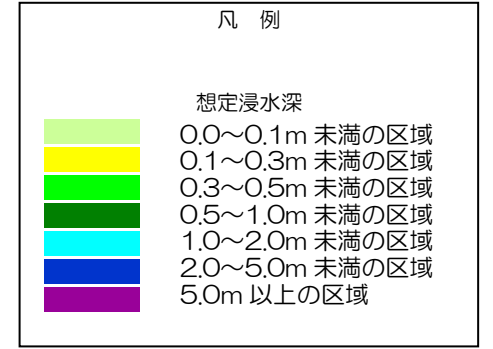 凡 例
想定浸水深
0.0～0.1m 未満の区域
0.1～0.3m 未満の区域
0.3～0.5m 未満の区域
0.5～1.0m 未満の区域
1.0～2.0m 未満の区域
2.0～5.0m 未満の区域
5.0m 以上の区域